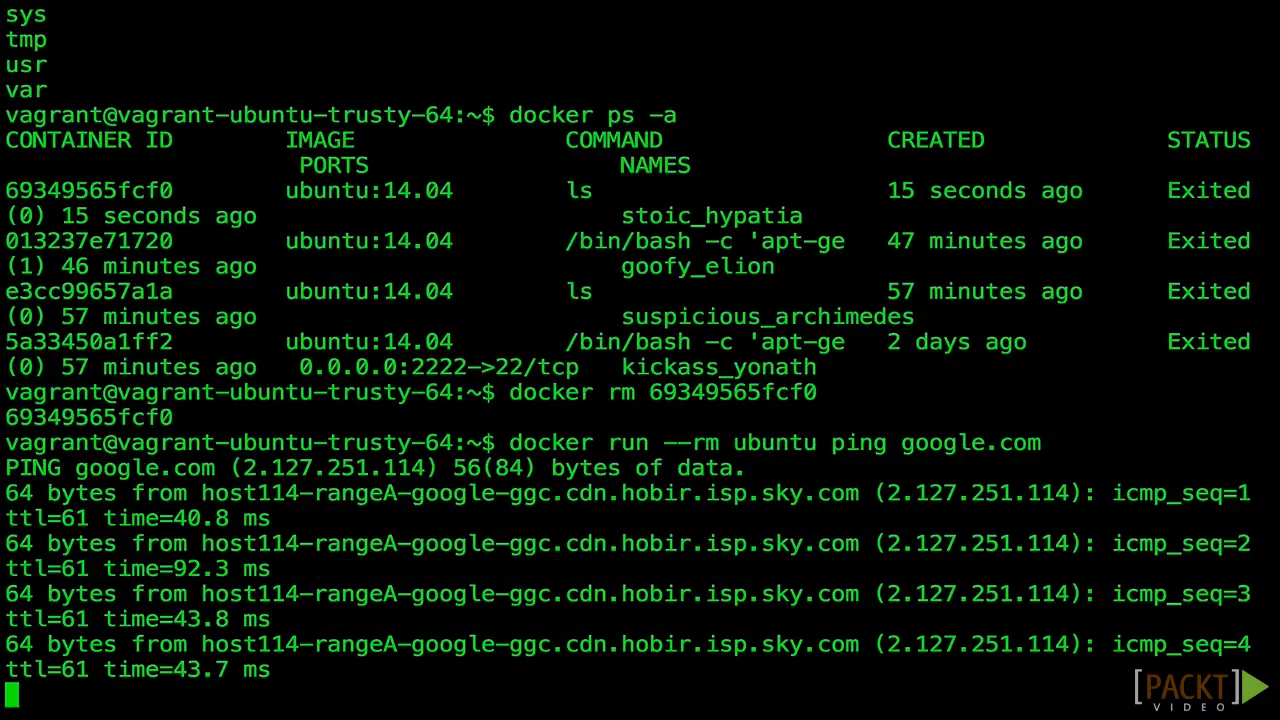 sys
tmp
usr
var
vagrant@vagrant-ubuntu-trusty-64:~$ docker ps -a
CONTAINER ID        IMAGE               COMMAND                CREATED             STATUS
                     PORTS                  NAMES
69349565fcf0        ubuntu:14.04        ls                     15 seconds ago      Exited
(0) 15 seconds ago                          stoic_hypatia
013237e71720        ubuntu:14.04        /bin/bash -c 'apt-ge   47 minutes ago      Exited
(1) 46 minutes ago                          goofy_elion
e3cc99657a1a        ubuntu:14.04        ls                     57 minutes ago      Exited
(0) 57 minutes ago                          suspicious_archimedes
5a33450a1ff2        ubuntu:14.04        /bin/bash -c 'apt-ge   2 days ago          Exited
(0) 57 minutes ago   0.0.0.0:2222->22/tcp   kickass_yonath
vagrant@vagrant-ubuntu-trusty-64:~$ docker rm 69349565fcf0
69349565fcf0
vagrant@vagrant-ubuntu-trusty-64:~$ docker run --rm ubuntu ping google.com
PING google.com (2.127.251.114) 56(84) bytes of data.
64 bytes from host114-rangeA-google-ggc.cdn.hobir.isp.sky.com (2.127.251.114): icmp_seq=1
ttl=61 time=40.8 ms
64 bytes from host114-rangeA-google-ggc.cdn.hobir.isp.sky.com (2.127.251.114): icmp_seq=2
ttl=61 time=92.3 ms
64 bytes from host114-rangeA-google-ggc.cdn.hobir.isp.sky.com (2.127.251.114): icmp_seq=3
ttl=61 time=43.8 ms
64 bytes from host114-rangeA-google-ggc.cdn.hobir.isp.sky.com (2.127.251.114): icmp_seq=4
ttl=61 time=43.7 ms
[PACKT]
VIDEO